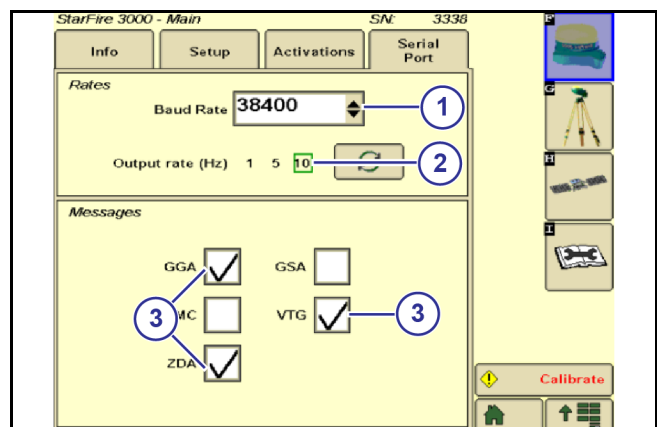 StarFire 3000 - Main SN: 3338
Info Setup Activations Serial Port
Rates
Baud Rate 38400 1
Output rate (Hz) 1 5 10 2
Messages
GGA GSA
3 MC VTG 3
ZDA
Calibrate
F
G
H
I